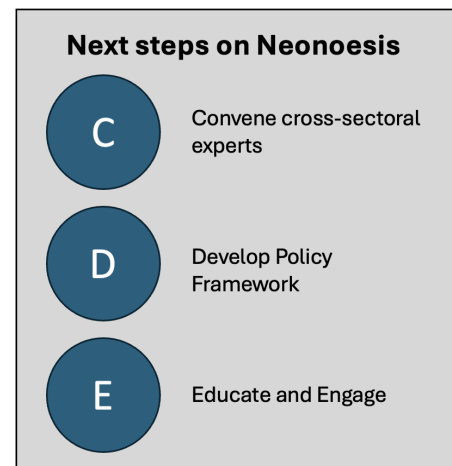 Next steps on Neonoesis
C
Convene cross-sectoral
experts
D
Develop Policy
Framework
E
Educate and Engage